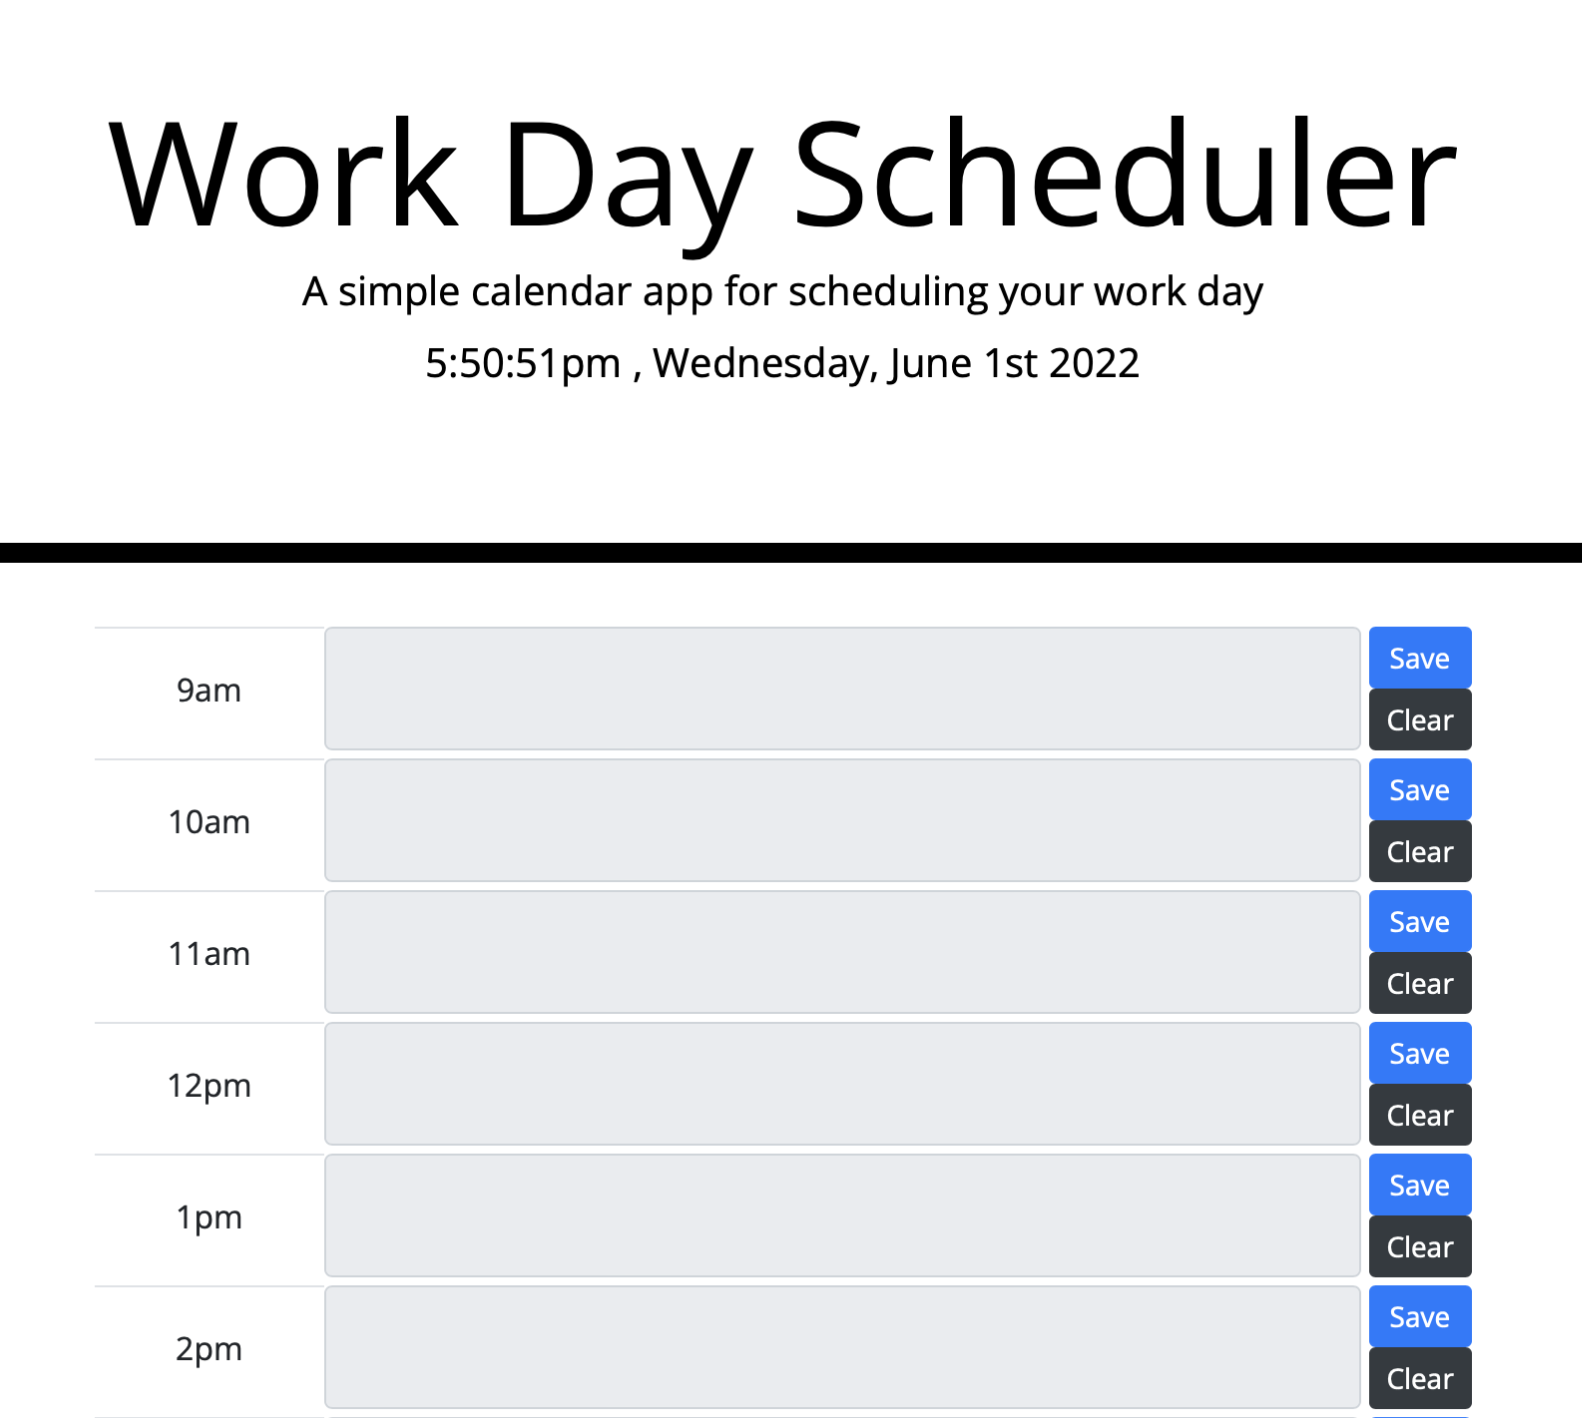 Work Day Scheduler
A simple calendar app for scheduling your work day
5:50:51pm , Wednesday, June 1st 2022
9am
Save
Clear
10am
Save
Clear
11am
Save
Clear
12pm
Save
Clear
1pm
Save
Clear
2pm
Save
Clear